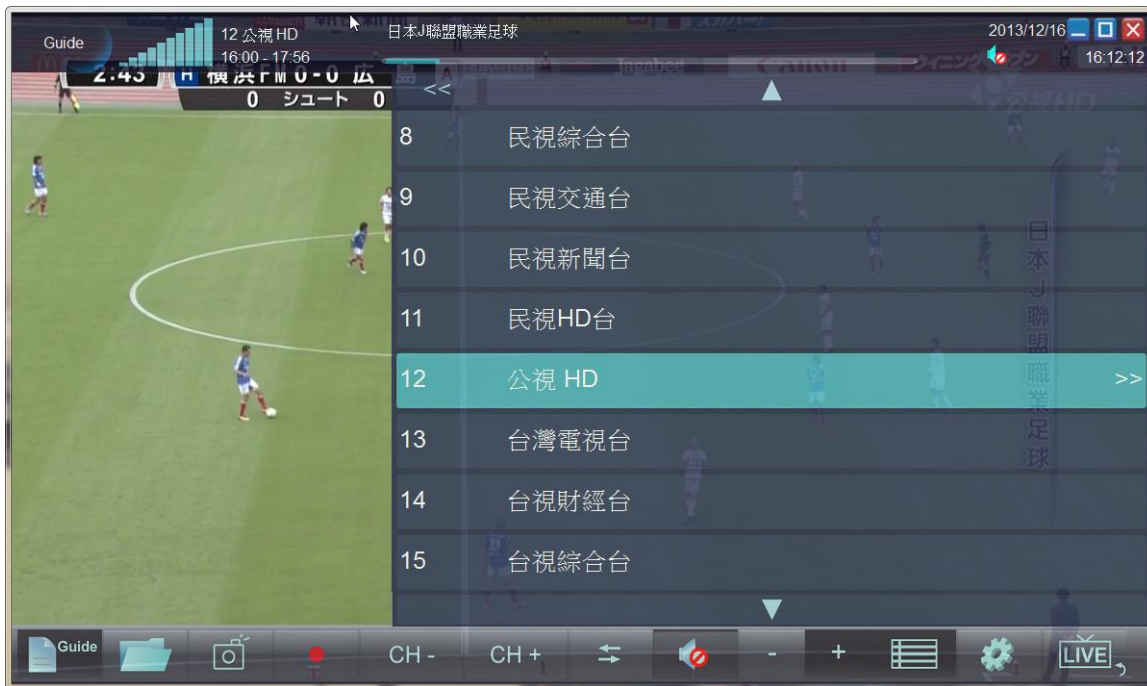 Guide
12 公視 HD
16:00 - 17:56
日本J聯盟職業足球
2013/12/16
16:12:12
2:43 H 横浜FM 0-0 広島 A
0 シュート 0
<<
公視HD
8 民視綜合台
9 民視交通台
10 民視新聞台
11 民視HD台
12 公視 HD >>
13 台灣電視台
14 台視財經台
15 台視綜合台
日本J聯盟職業足球
Guide
CH -
CH +
-
+
LIVE